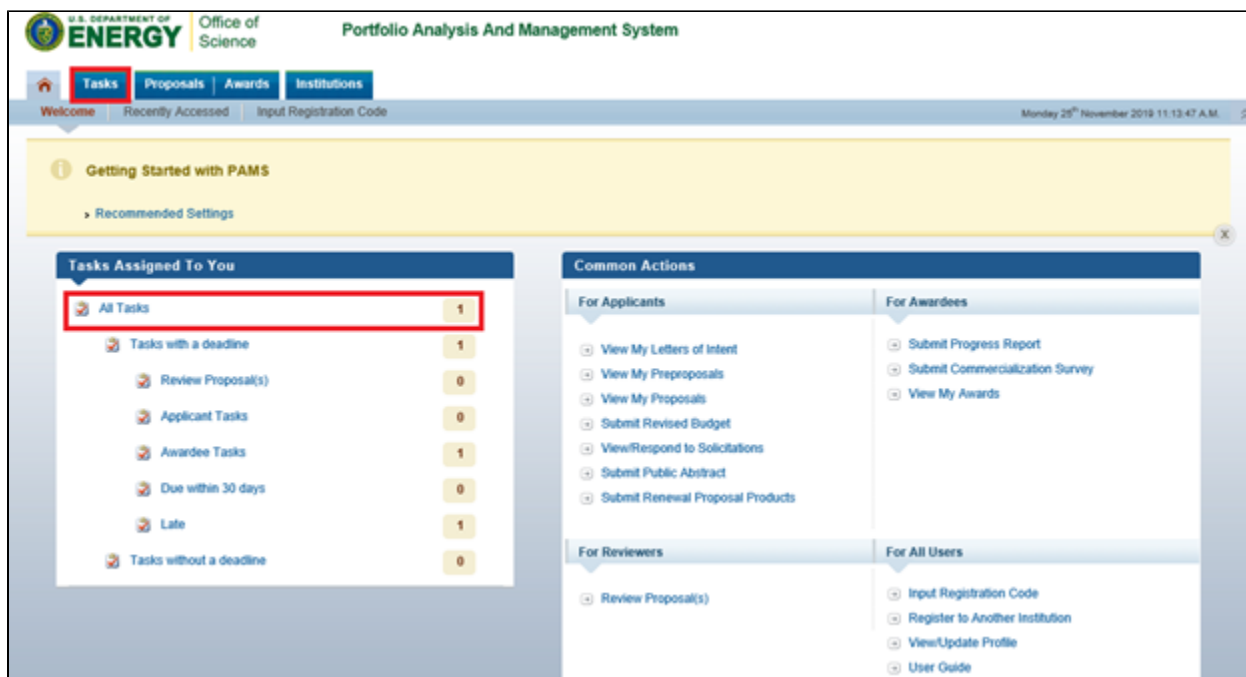 U.S. DEPARTMENT OF
ENERGY
Office of
Science
Portfolio Analysis And Management System
Tasks
Proposals | Awards
Institutions
Welcome
Recently Accessed
Input Registration Code
Monday 25th November 2019 11:13:47 A.M.
Getting Started with PAMS
Recommended Settings
X
Tasks Assigned To You
All Tasks 1
Tasks with a deadline 1
Review Proposal(s) 0
Applicant Tasks 0
Awardee Tasks 1
Due within 30 days 0
Late 1
Tasks without a deadline 0
Common Actions
For Applicants
View My Letters of Intent
View My Preproposals
View My Proposals
Submit Revised Budget
View/Respond to Solicitations
Submit Public Abstract
Submit Renewal Proposal Products
For Awardees
Submit Progress Report
Submit Commercialization Survey
View My Awards
For Reviewers
Review Proposal(s)
For All Users
Input Registration Code
Register to Another Institution
View/Update Profile
User Guide